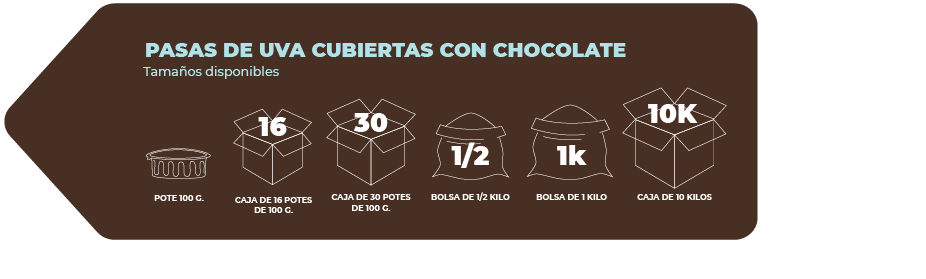 PASAS DE UVA CUBIERTAS CON CHOCOLATE
Tamaños disponibles
16
30
1/2
1k
10K
POTE 100 G.
CAJA DE 16 POTES
DE 100 G.
CAJA DE 30 POTES
DE 100 G.
BOLSA DE 1/2 KILO
BOLSA DE 1 KILO
CAJA DE 10 KILOS